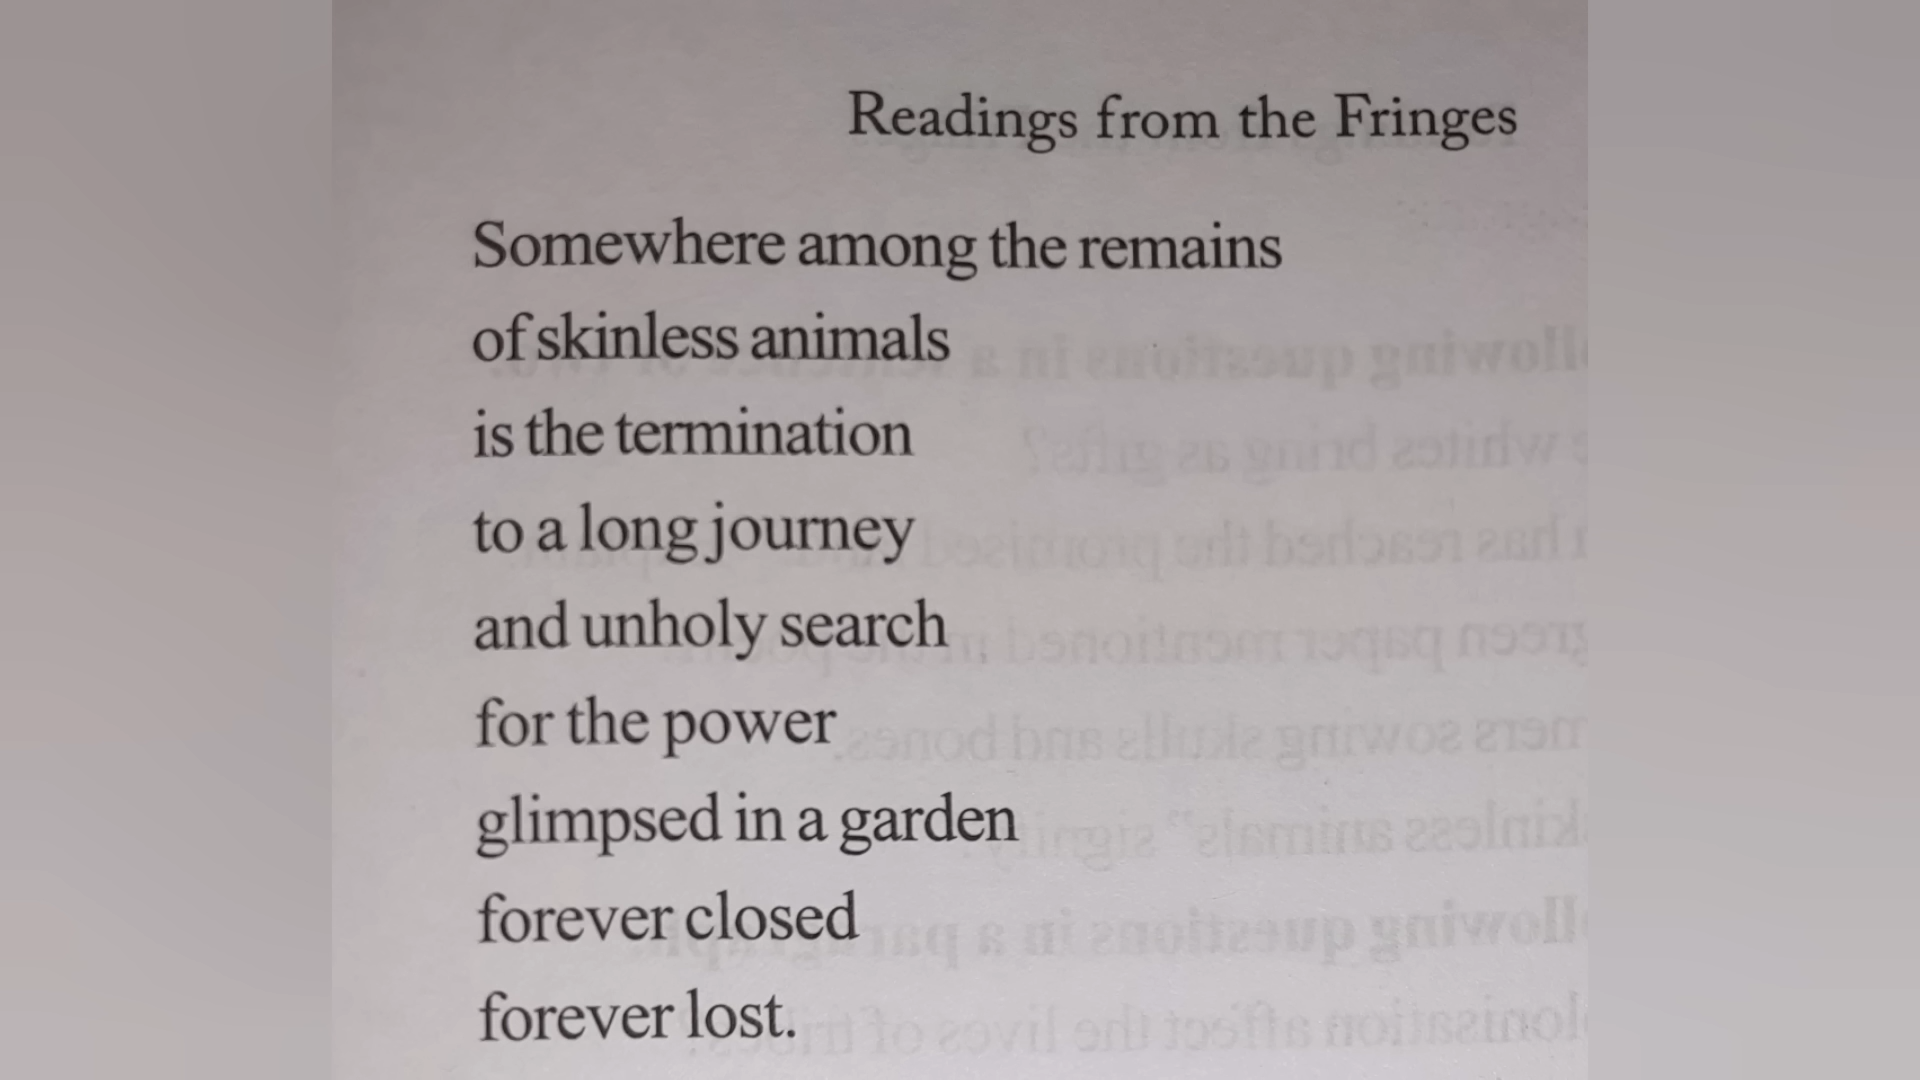 Readings from the Fringes
Somewhere among the remains
of skinless animals
is the termination
to a long journey
and unholy search
for the power
glimpsed in a garden
forever closed
forever lost.